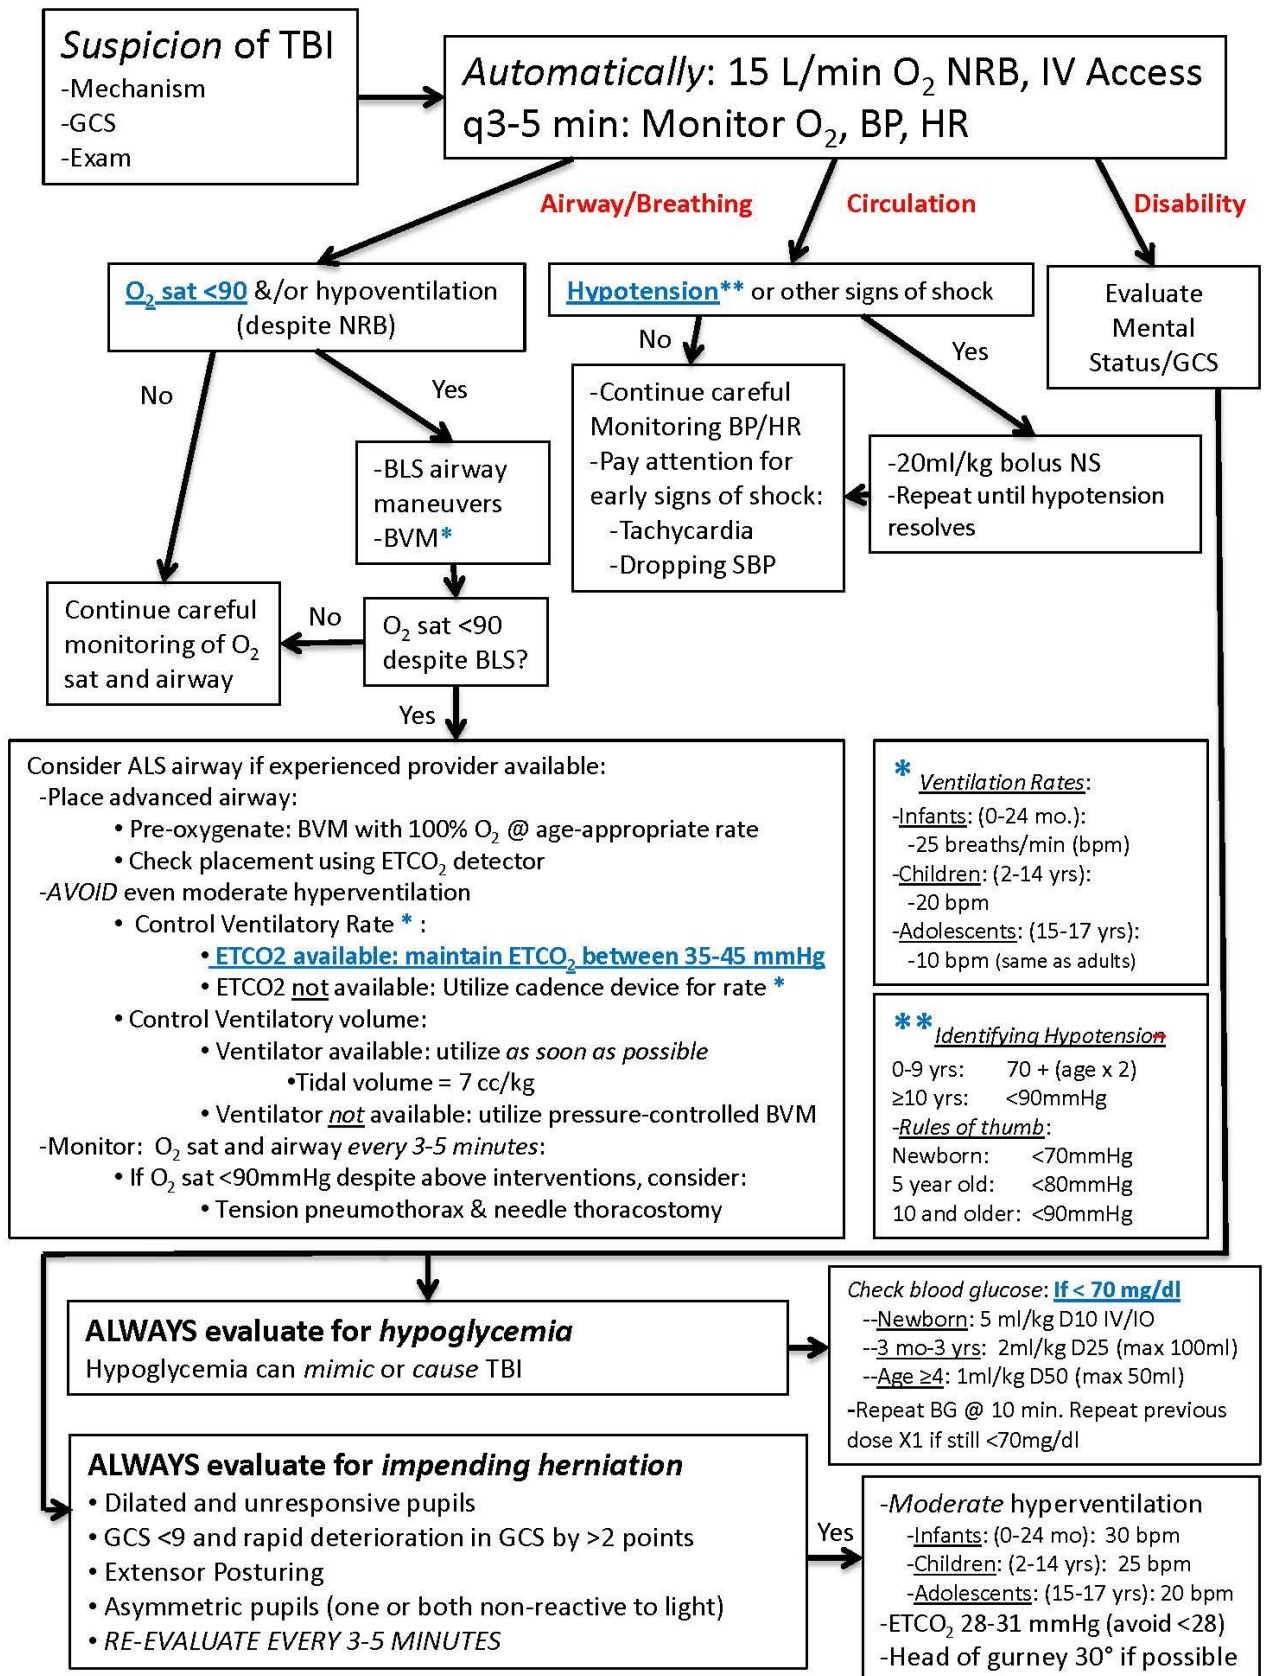 Suspicion of TBI
-Mechanism
-GCS
-Exam
Automatically: 15 L/min O₂ NRB, IV Access
q3-5 min: Monitor O₂, BP, HR
Airway/Breathing
Circulation
Disability
O₂ sat <90 &/or hypoventilation
(despite NRB)
Hypotension** or other signs of shock
Evaluate
Mental
Status/GCS
No
Yes
No
Yes
-BLS airway
maneuvers
-BVM*
-Continue careful
Monitoring BP/HR
-Pay attention for
early signs of shock:
-Tachycardia
-Dropping SBP
-20ml/kg bolus NS
-Repeat until hypotension
resolves
Continue careful
monitoring of O₂
sat and airway
No
O₂ sat <90
despite BLS?
Yes
Consider ALS airway if experienced provider available:
-Place advanced airway:
• Pre-oxygenate: BVM with 100% O₂ @ age-appropriate rate
• Check placement using ETCO₂ detector
-AVOID even moderate hyperventilation
• Control Ventilatory Rate * :
• ETCO2 available: maintain ETCO₂ between 35-45 mmHg
• ETCO2 not available: Utilize cadence device for rate *
• Control Ventilatory volume:
• Ventilator available: utilize as soon as possible
•Tidal volume = 7 cc/kg
• Ventilator not available: utilize pressure-controlled BVM
-Monitor: O₂ sat and airway every 3-5 minutes:
• If O₂ sat <90mmHg despite above interventions, consider:
• Tension pneumothorax & needle thoracostomy
* Ventilation Rates:
-Infants: (0-24 mo.):
-25 breaths/min (bpm)
-Children: (2-14 yrs):
-20 bpm
-Adolescents: (15-17 yrs):
-10 bpm (same as adults)
** Identifying Hypotension
0-9 yrs: 70 + (age x 2)
≥10 yrs: <90mmHg
-Rules of thumb:
Newborn: <70mmHg
5 year old: <80mmHg
10 and older: <90mmHg
ALWAYS evaluate for hypoglycemia
Hypoglycemia can mimic or cause TBI
Check blood glucose: If < 70 mg/dl
--Newborn: 5 ml/kg D10 IV/IO
--3 mo-3 yrs: 2ml/kg D25 (max 100ml)
--Age ≥4: 1ml/kg D50 (max 50ml)
-Repeat BG @ 10 min. Repeat previous
dose X1 if still <70mg/dl
ALWAYS evaluate for impending herniation
• Dilated and unresponsive pupils
• GCS <9 and rapid deterioration in GCS by >2 points
• Extensor Posturing
• Asymmetric pupils (one or both non-reactive to light)
• RE-EVALUATE EVERY 3-5 MINUTES
Yes
-Moderate hyperventilation
-Infants: (0-24 mo): 30 bpm
-Children: (2-14 yrs): 25 bpm
-Adolescents: (15-17 yrs): 20 bpm
-ETCO₂ 28-31 mmHg (avoid <28)
-Head of gurney 30° if possible